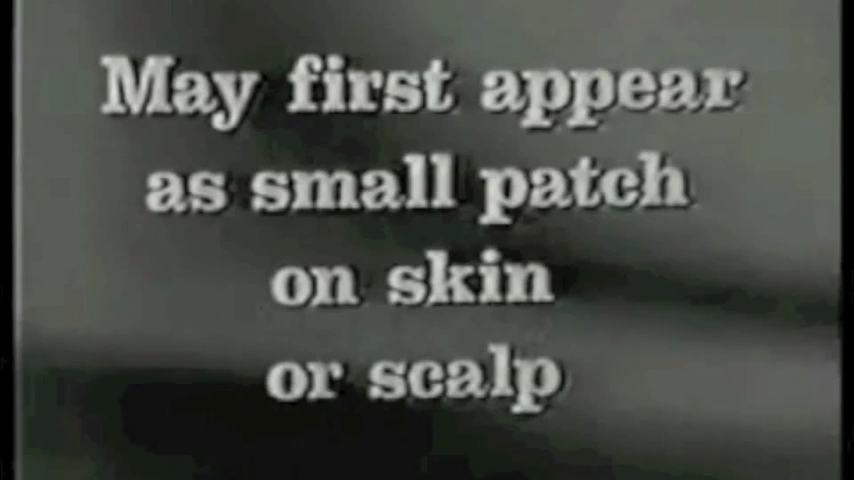 May first appear
as small patch
on skin
or scalp